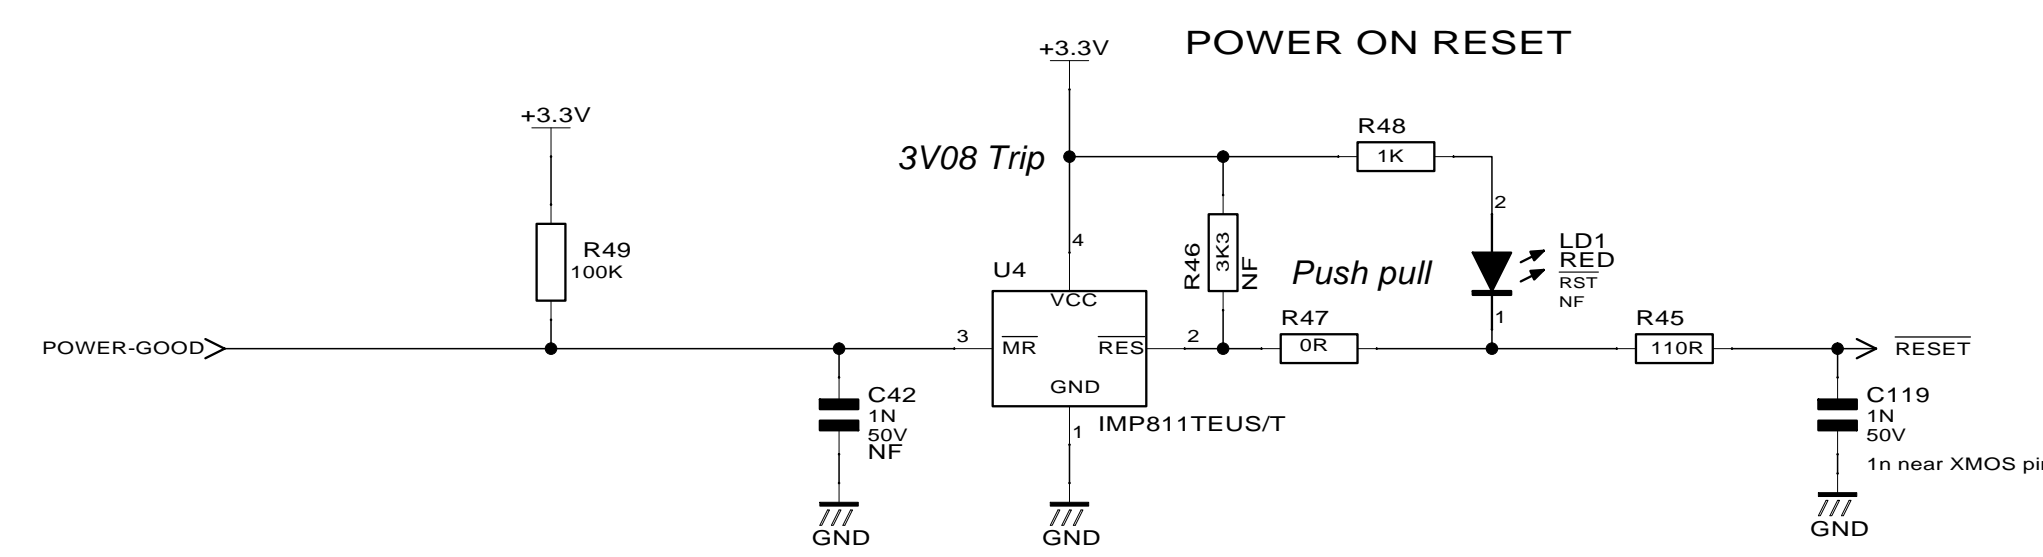 POWER ON RESET
+3.3V
+3.3V
R48
1K
3V08 Trip
2
4
R49
100K
R46
3K3
NF
Push pull
LD1
RED
RST
NF
U4
VCC
1
R47
0R
R45
110R
POWER-GOOD
3
MR
RES
2
RESET
GND
C42
1N
50V
NF
IMP811TEUS/T
1
C119
1N
50V
1n near XMOS pi
GND
GND
GND